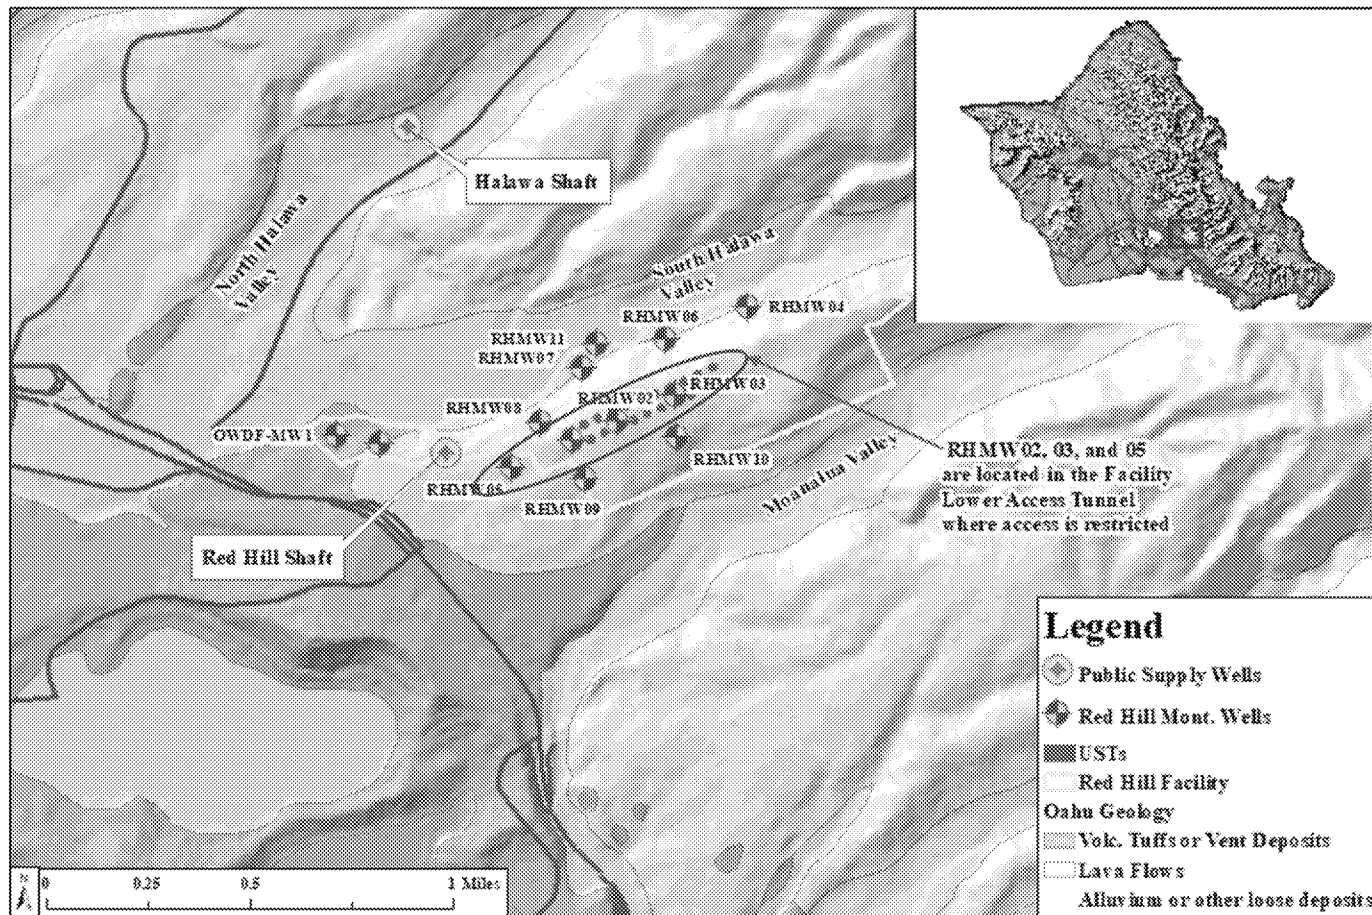 Halawa Shaft
North Halawa
Valley
South Halawa
Valley
RHMW04
RHMW06
RHMW11
RHMW07
RHMW03
RHMW02
RHMW08
OWDF-MW1
RHMW10
RHMW05
RHMW09
Moanalua Valley
RHMW02, 03, and 05
are located in the Facility
Lower Access Tunnel
where access is restricted
Red Hill Shaft
Legend
Public Supply Wells
Red Hill Mont. Wells
USTs
Red Hill Facility
Oahu Geology
Volc. Tuffs or Vent Deposits
Lava Flows
Alluvium or other loose deposits
N
0 0.25 0.5 1 Miles